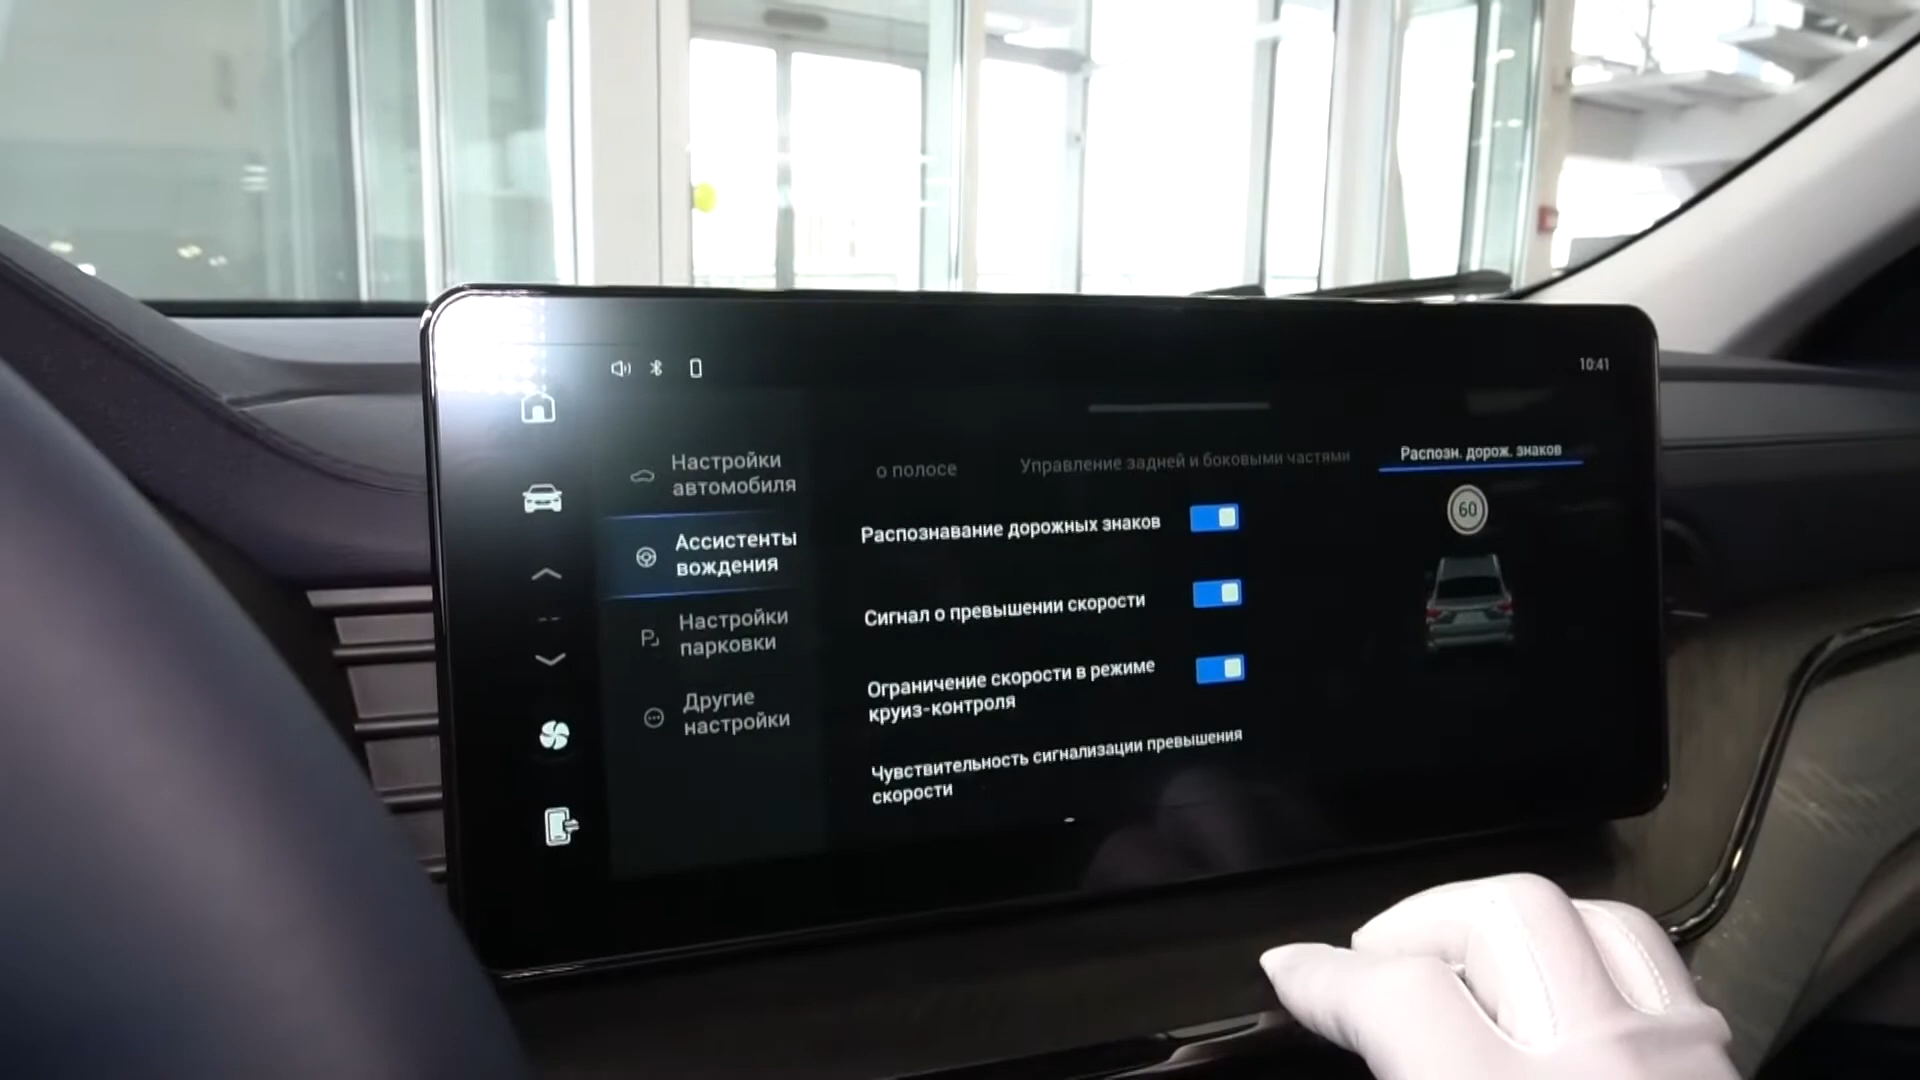 10:41
Настройки
автомобиля
Ассистенты
вождения
Настройки
парковки
Другие
настройки
о полосе
Управление задней и боковыми частями
Распозн. дорож. знаков
Распознавание дорожных знаков
60
Сигнал о превышении скорости
Ограничение скорости в режиме
круиз-контроля
Чувствительность сигнализации превышения
скорости